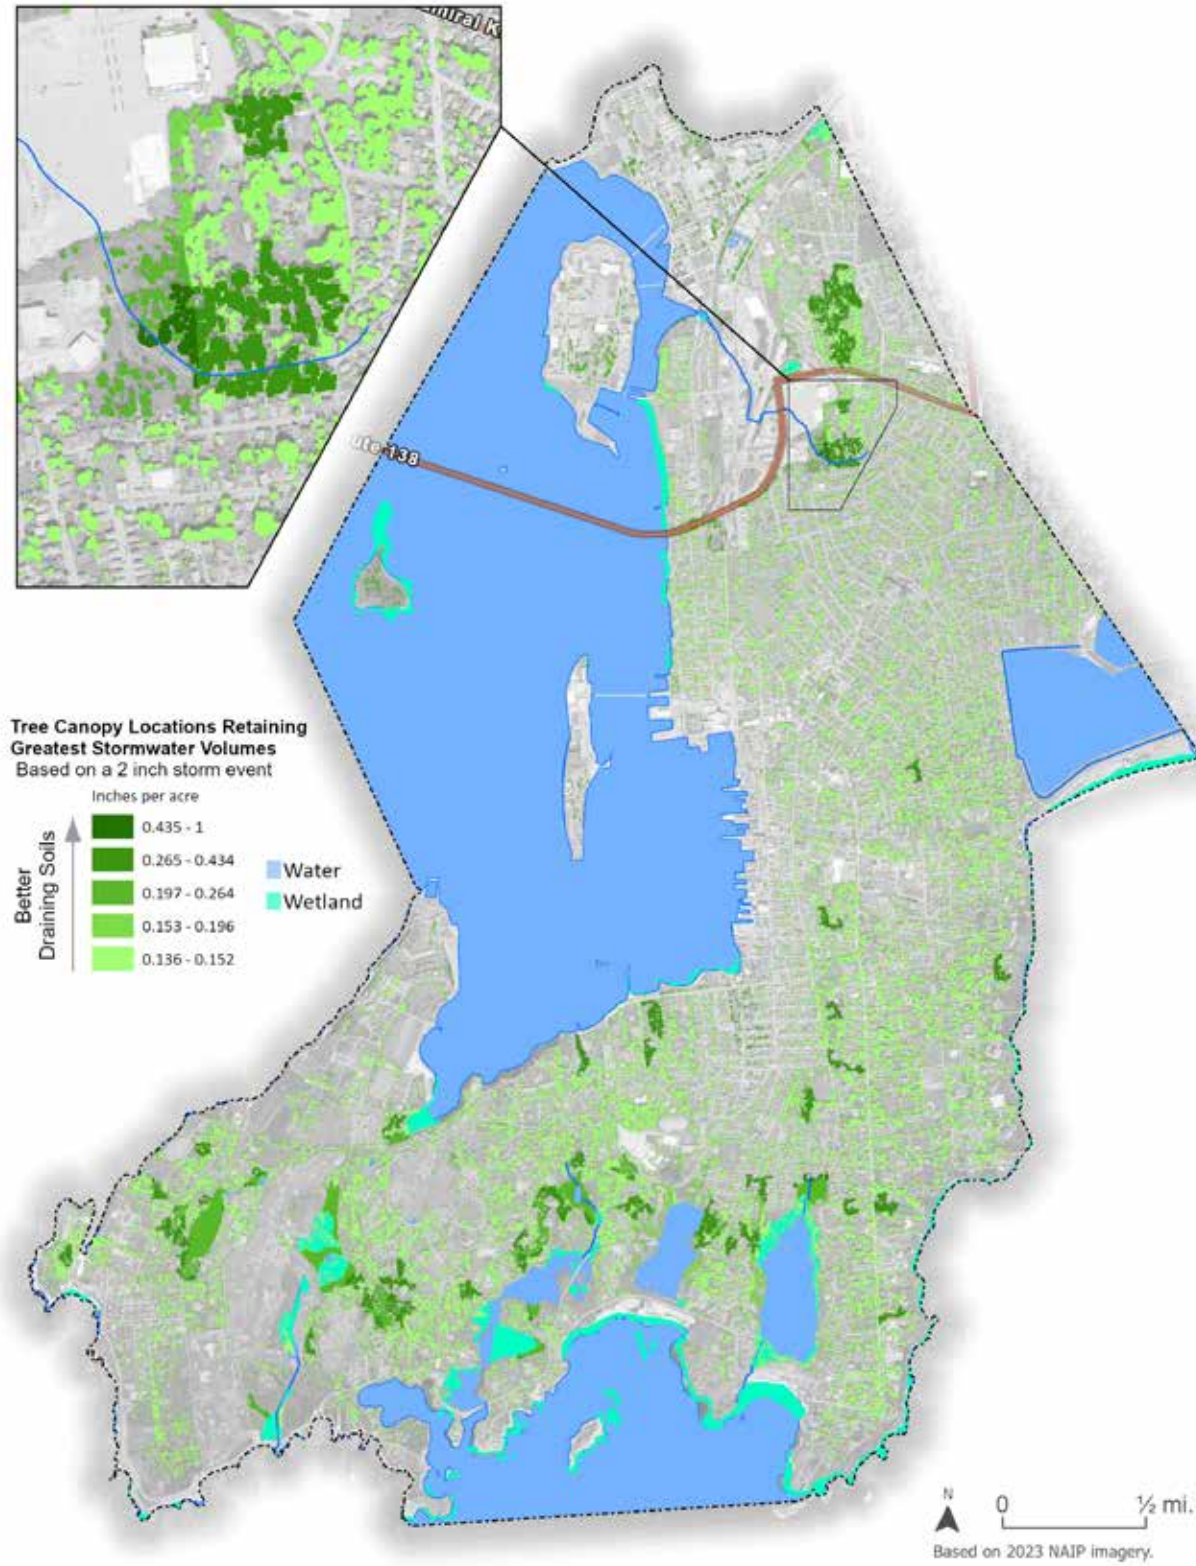 miral K
ute 138
Tree Canopy Locations Retaining
Greatest Stormwater Volumes
Based on a 2 inch storm event
Inches per acre
Better
Draining Soils
0.435 - 1
0.265 - 0.434
0.197 - 0.264
0.153 - 0.196
0.136 - 0.152
Water
Wetland
N
0 ½ mi.
Based on 2023 NAIP imagery.